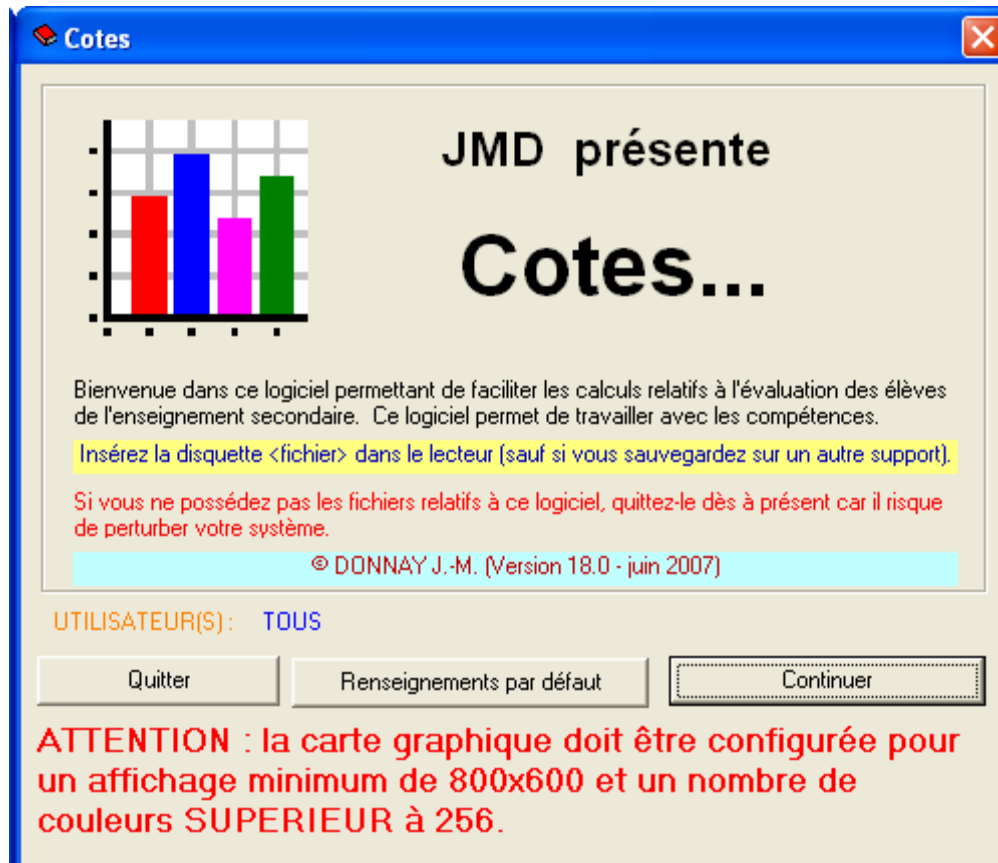 Cotes
JMD présente
Cotes...
Bienvenue dans ce logiciel permettant de faciliter les calculs relatifs à l'évaluation des élèves
de l'enseignement secondaire. Ce logiciel permet de travailler avec les compétences.
Insérez la disquette <fichier> dans le lecteur (sauf si vous sauvegardez sur un autre support).
Si vous ne possédez pas les fichiers relatifs à ce logiciel, quittez-le dès à présent car il risque
de perturber votre système.
© DONNAY J.-M. (Version 18.0 - juin 2007)
UTILISATEUR(S) : TOUS
Quitter
Renseignements par défaut
Continuer
ATTENTION : la carte graphique doit être configurée pour
un affichage minimum de 800x600 et un nombre de
couleurs SUPERIEUR à 256.